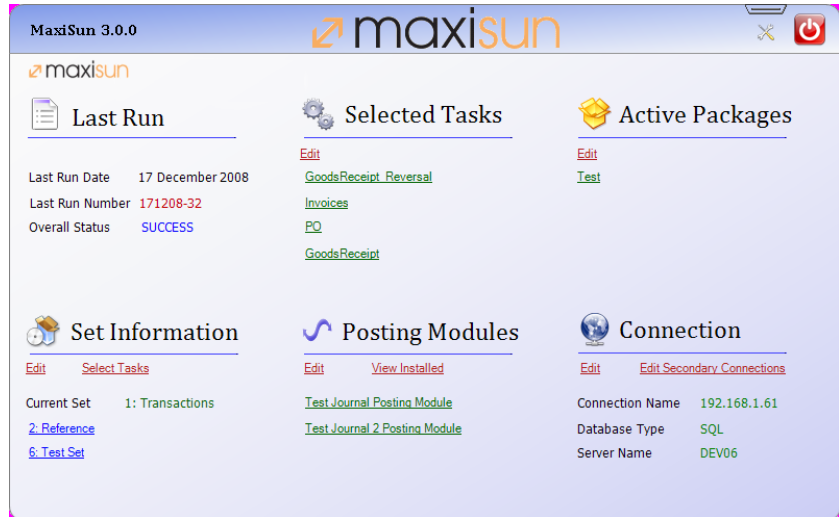 MaxiSun 3.0.0
maxisun
maxisun
Last Run
Last Run Date 17 December 2008
Last Run Number 171208-32
Overall Status SUCCESS
Selected Tasks
Edit
GoodsReceipt_Reversal
Invoices
PO
GoodsReceipt
Active Packages
Edit
Test
Set Information
Edit Select Tasks
Current Set 1: Transactions
2: Reference
6: Test Set
Posting Modules
Edit View Installed
Test Journal Posting Module
Test Journal 2 Posting Module
Connection
Edit Edit Secondary Connections
Connection Name 192.168.1.61
Database Type SQL
Server Name DEV06